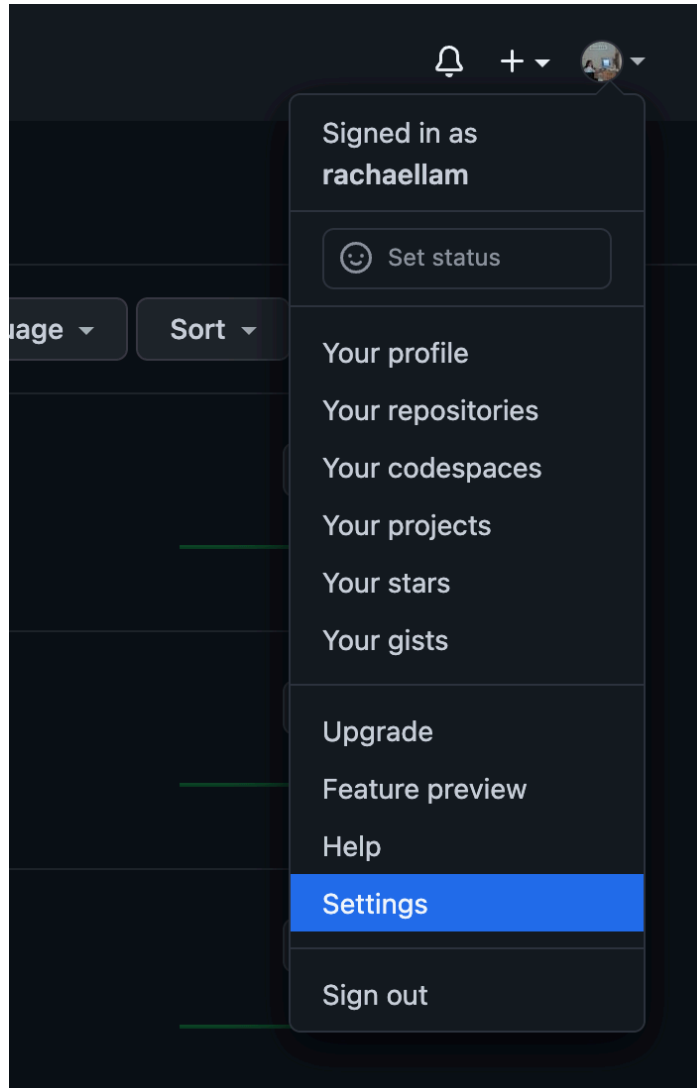 Signed in as
rachaellam
Set status
uage Sort
Your profile
Your repositories
Your codespaces
Your projects
Your stars
Your gists
Upgrade
Feature preview
Help
Settings
Sign out